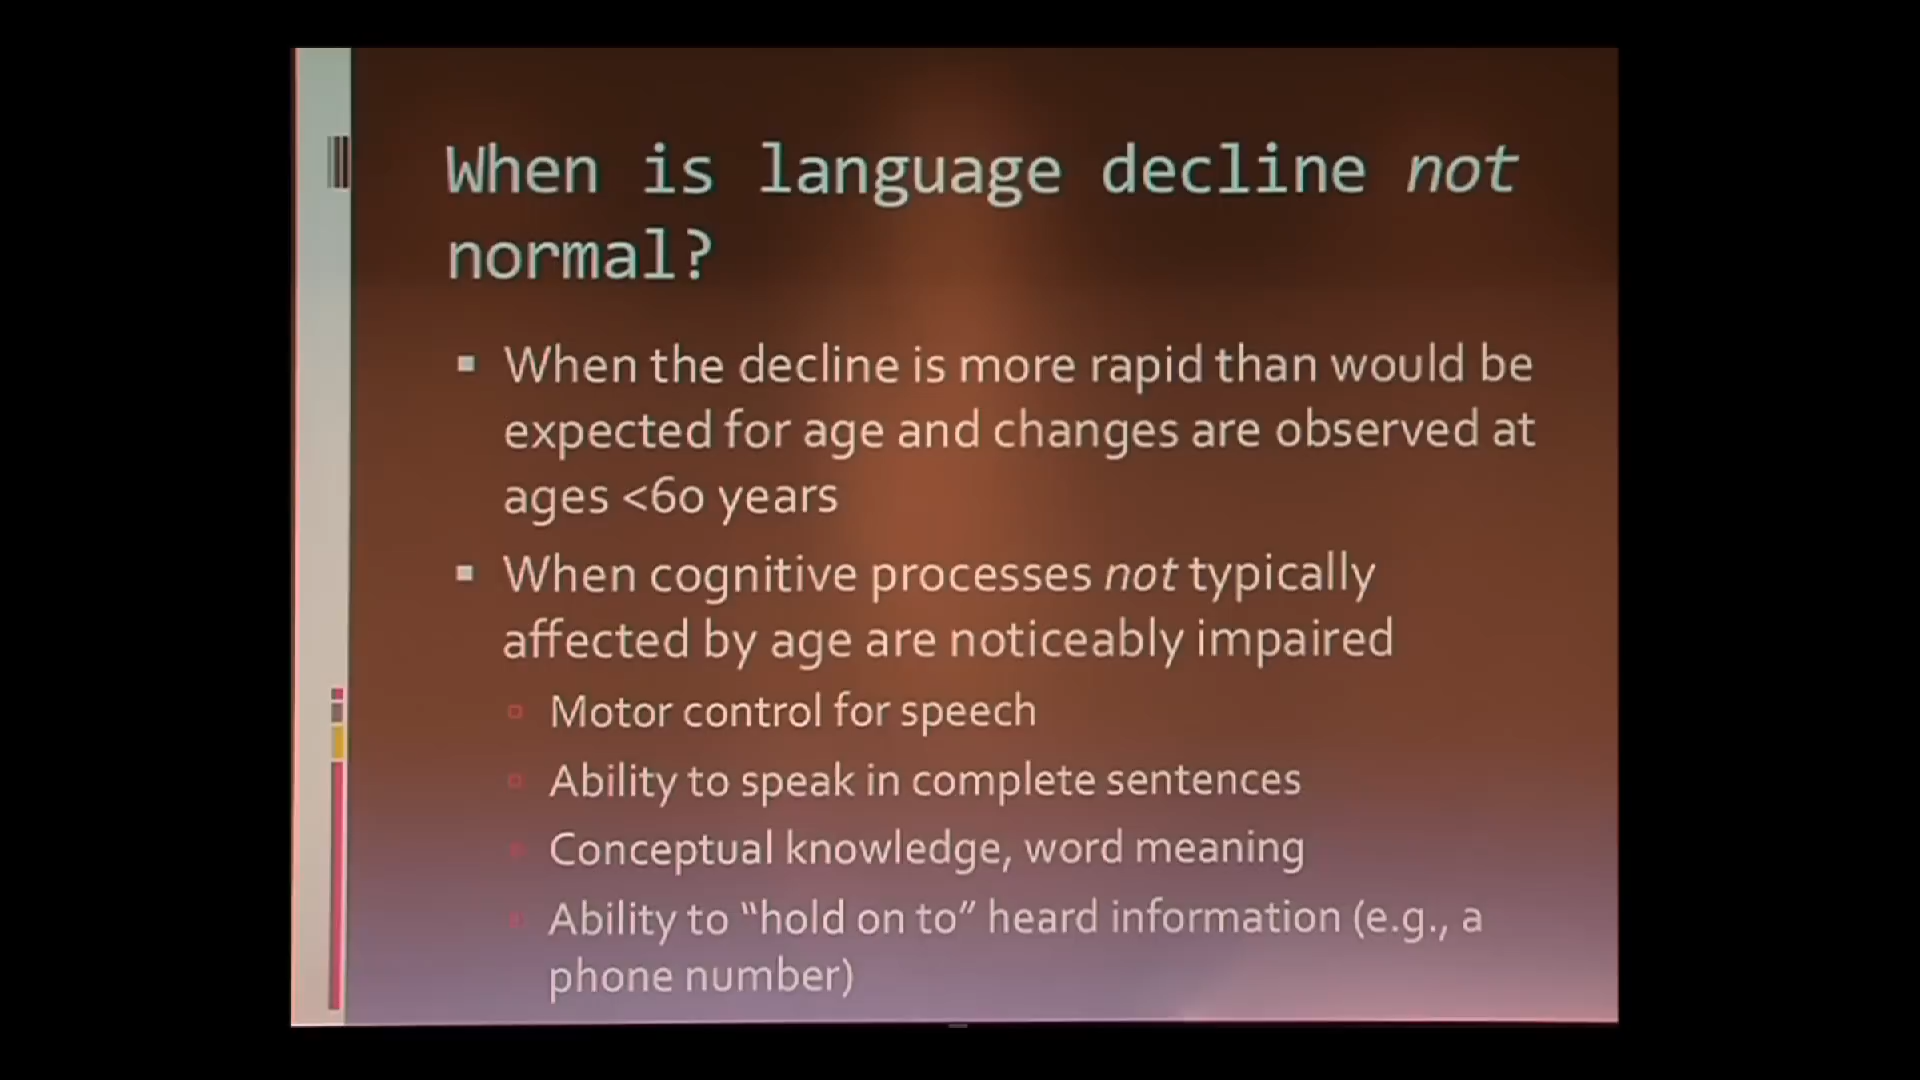 When is language decline not
normal?
When the decline is more rapid than would be
expected for age and changes are observed at
ages <60 years
When cognitive processes not typically
affected by age are noticeably impaired
Motor control for speech
Ability to speak in complete sentences
Conceptual knowledge, word meaning
Ability to “hold on to” heard information (e.g., a
phone number)